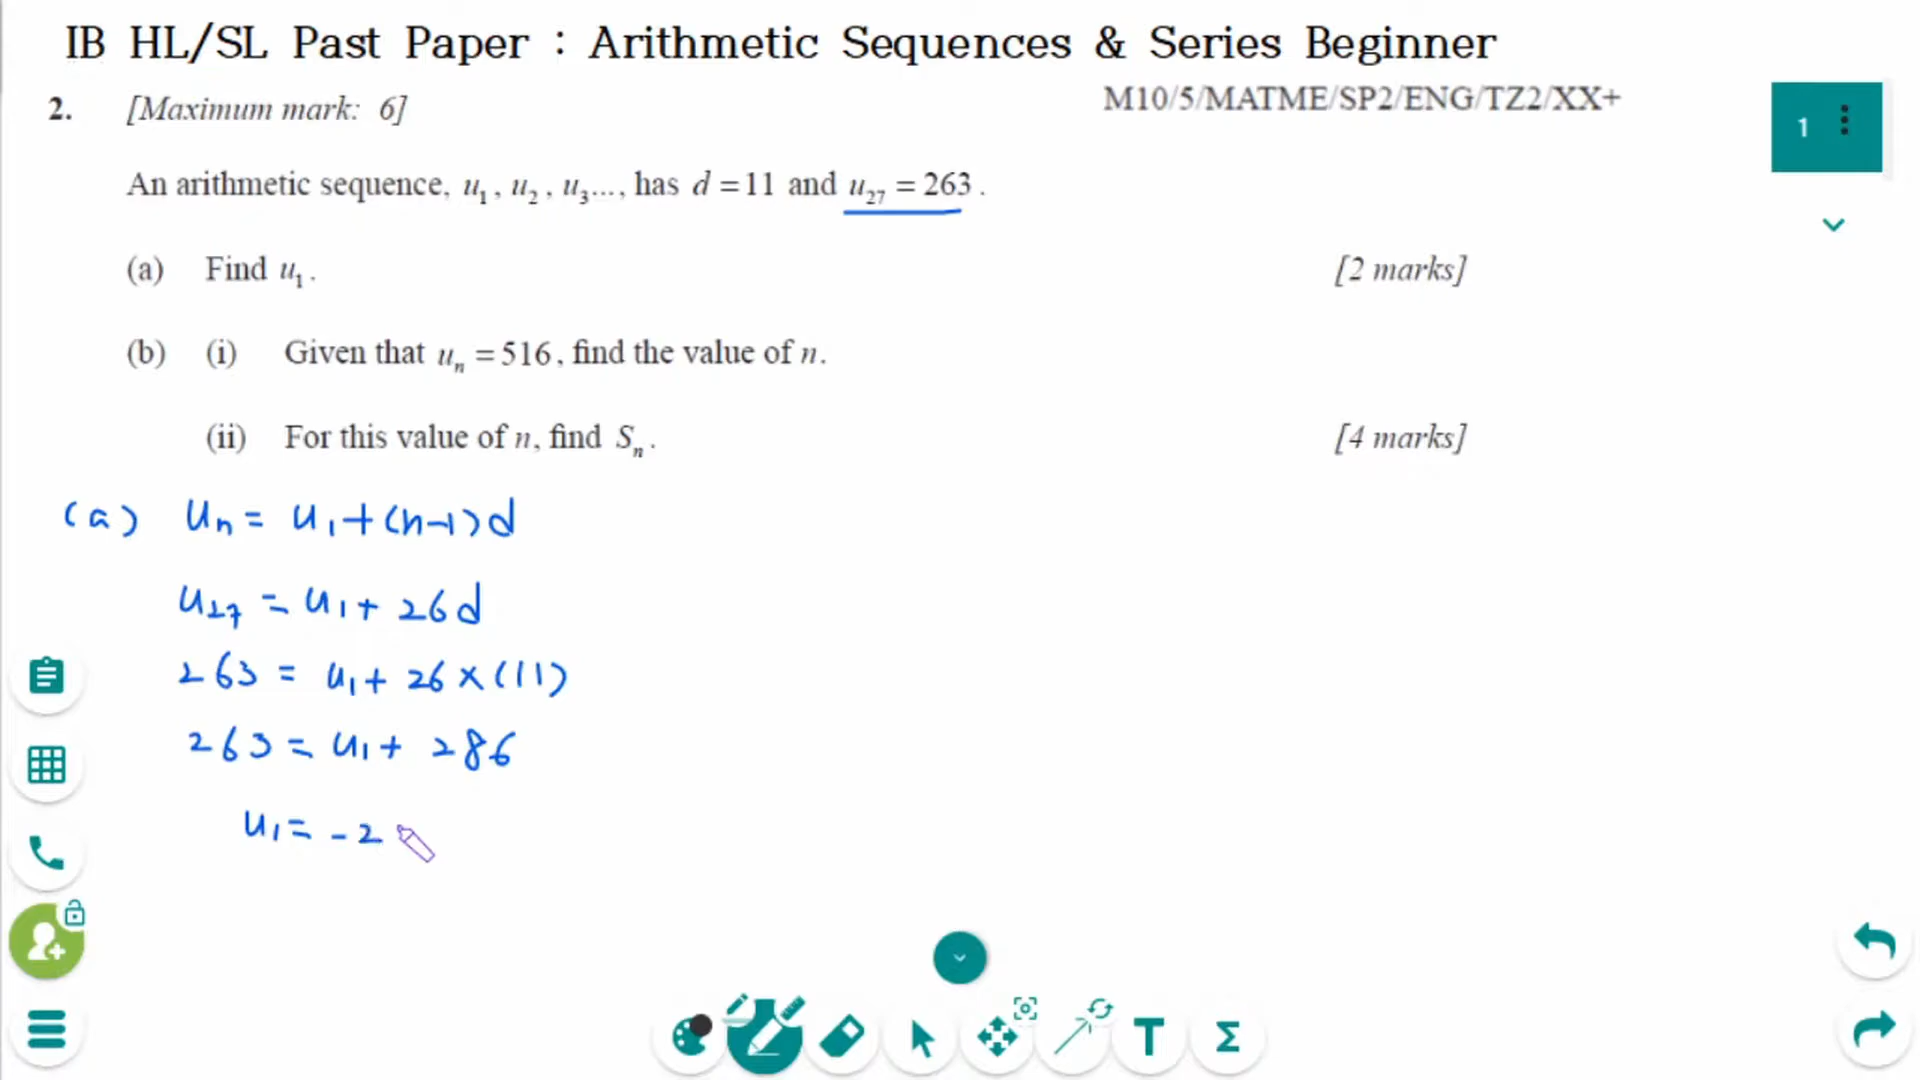 IB HL/SL Past Paper : Arithmetic Sequences & Series Beginner
2. [Maximum mark: 6] M10/5/MATME/SP2/ENG/TZ2/XX+
1
An arithmetic sequence, u₁, u₂, u₃..., has d = 11 and u₂₇ = 263.
(a) Find u₁. [2 marks]
(b) (i) Given that uₙ = 516, find the value of n.
(ii) For this value of n, find Sₙ. [4 marks]
(a) uₙ = u₁ + (n-1)d
u₂₇ = u₁ + 26d
263 = u₁ + 26 × (11)
263 = u₁ + 286
u₁ = -2
T Σ